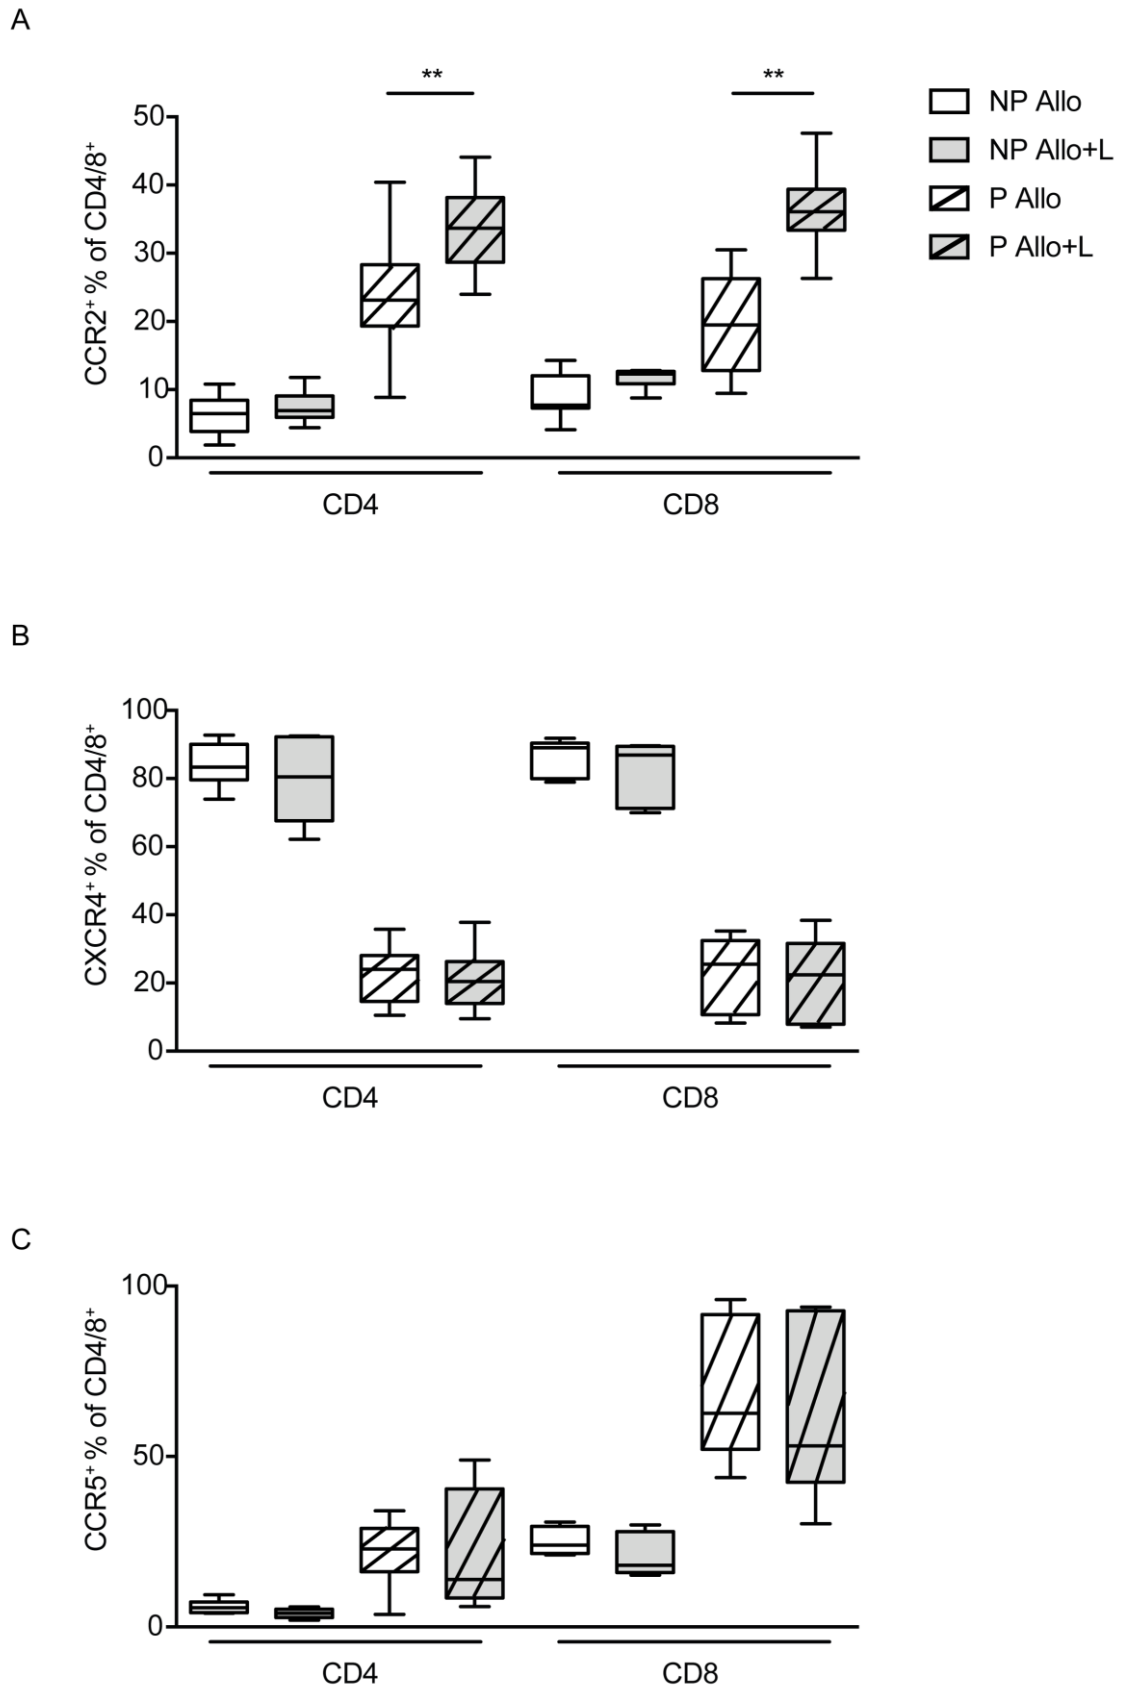 A
** **
NP Allo
NP Allo+L
P Allo
P Allo+L
CCR2⁺ % of CD4/8⁺
50
40
30
20
10
0
CD4 CD8
B
CXCR4⁺ % of CD4/8⁺
100
80
60
40
20
0
CD4 CD8
C
CCR5⁺ % of CD4/8⁺
100
50
0
CD4 CD8